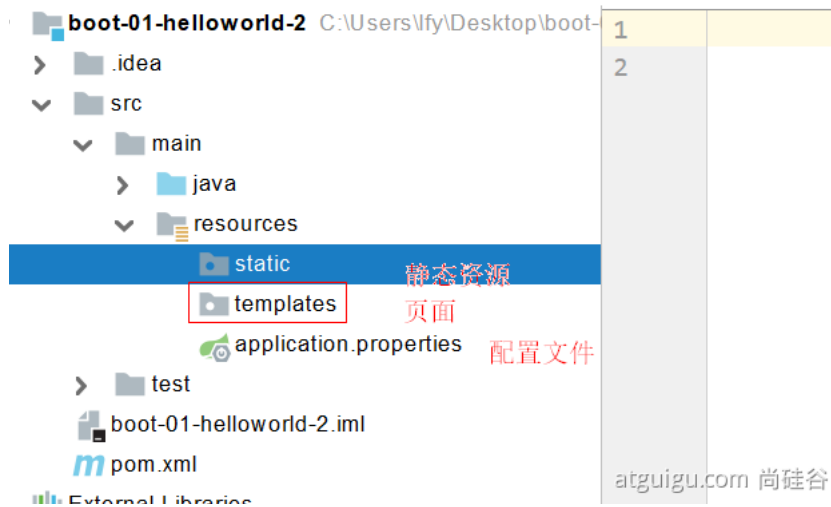 boot-01-helloworld-2 C:\Users\lfy\Desktop\boot-
1
.idea
2
src
main
java
resources
static 静态资源
templates 页面
application.properties 配置文件
test
boot-01-helloworld-2.iml
pom.xml
atguigu.com 尚硅谷
External Libraries